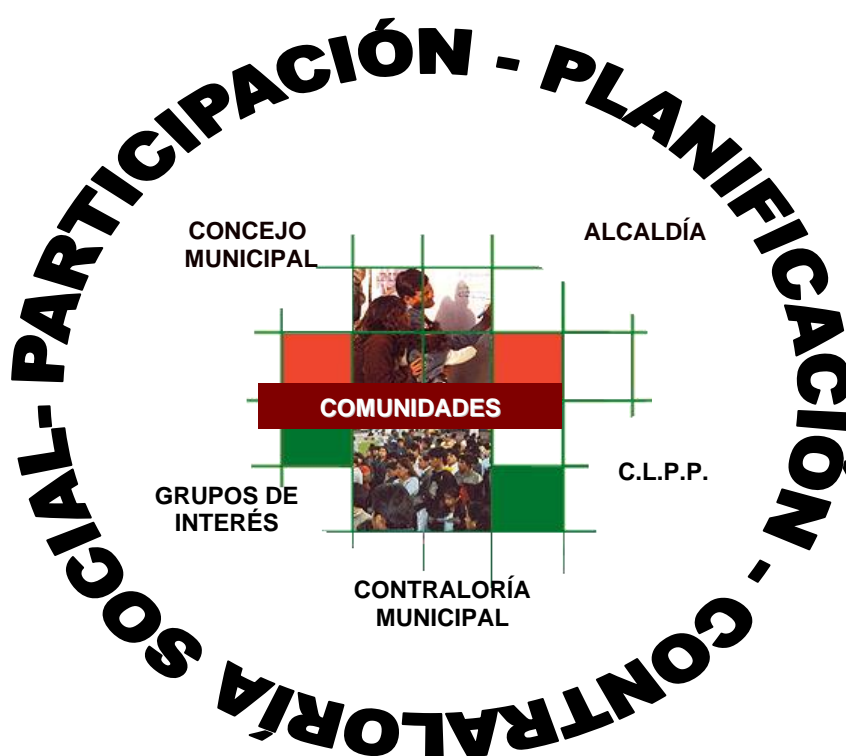 PARTICIPACIÓN - PLANIFICACIÓN - CONTRALORÍA SOCIAL-
CONCEJO
MUNICIPAL
ALCALDÍA
COMUNIDADES
C.L.P.P.
GRUPOS DE
INTERÉS
CONTRALORÍA
MUNICIPAL